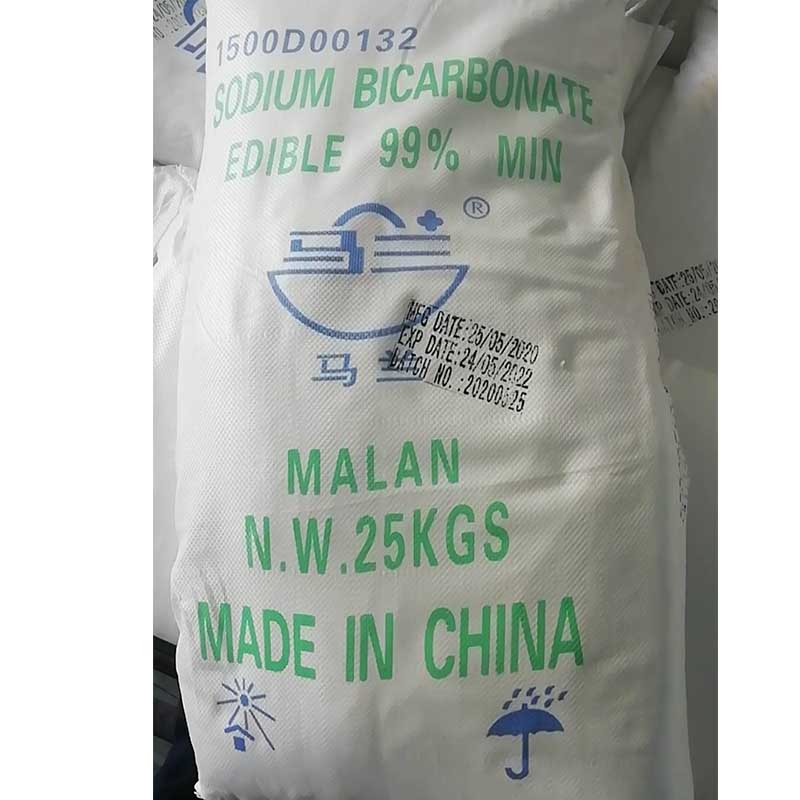 1500D00132
SODIUM BICARBONATE
EDIBLE 99% MIN
®
MFG DATE:25/05/2020
EXP DATE:24/05/2022
BATCH NO.:20200525
马兰
MALAN
N.W.25KGS
MADE IN CHINA